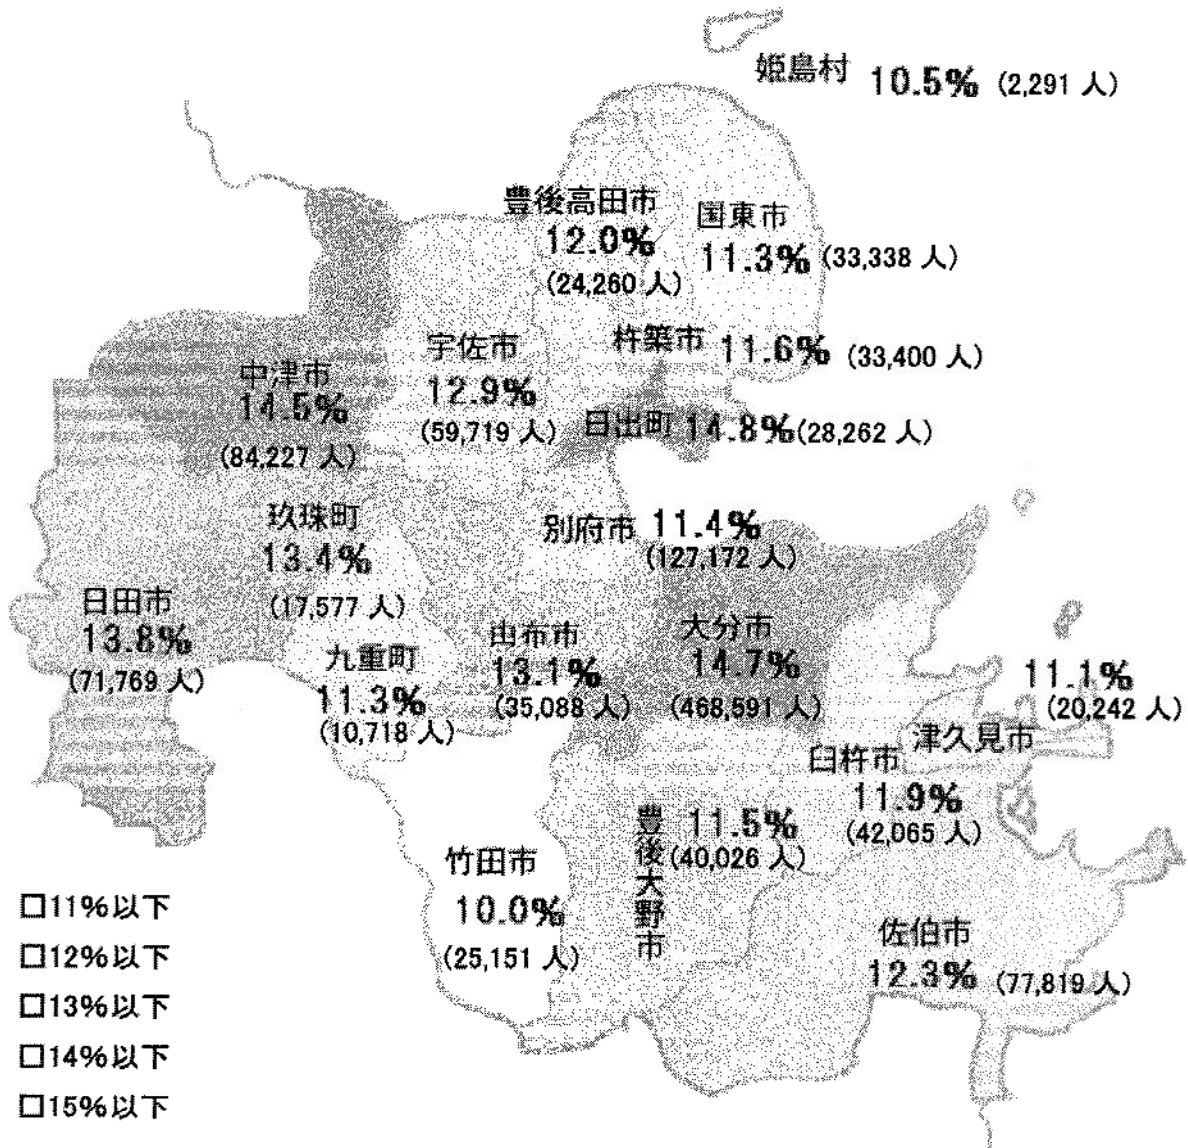 姫島村
10.5% (2,291 人)
豊後高田市
12.0%
(24,260 人)
国東市
11.3% (33,338 人)
杵築市 11.6% (33,400 人)
宇佐市
12.9%
(59,719 人)
中津市
14.5%
(84,227 人)
日出町 14.8% (28,262 人)
玖珠町
13.4%
(17,577 人)
別府市 11.4%
(127,172 人)
日田市
13.8%
(71,769 人)
九重町
11.3%
(10,718 人)
由布市
13.1%
(35,088 人)
大分市
14.7%
(468,591 人)
11.1%
(20,242 人)
津久見市
臼杵市
11.9%
(42,065 人)
豊後大野市
11.5%
(40,026 人)
竹田市
10.0%
(25,151 人)
佐伯市
12.3% (77,819 人)
□11%以下
□12%以下
□13%以下
□14%以下
□15%以下